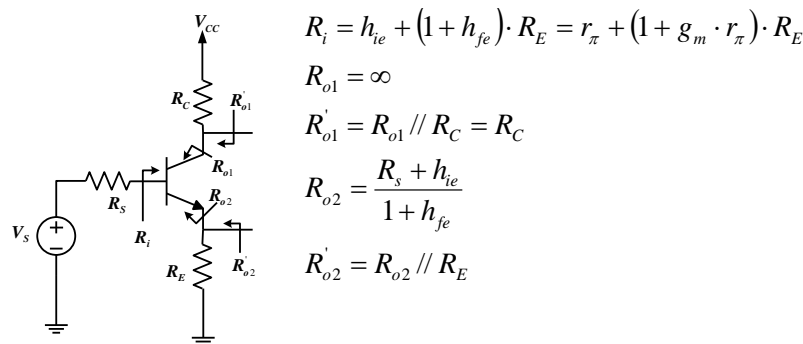 V_CC
R_i = h_ie + (1 + h_fe) · R_E = r_π + (1 + g_m · r_π) · R_E
R_o1 = ∞
R_C
R'_o1
R'_o1 = R_o1 // R_C = R_C
R_o1
R_o2 = (R_s + h_ie) / (1 + h_fe)
R_o2
R_S
V_S
+
−
R_i
R_E
R'_o2
R'_o2 = R_o2 // R_E